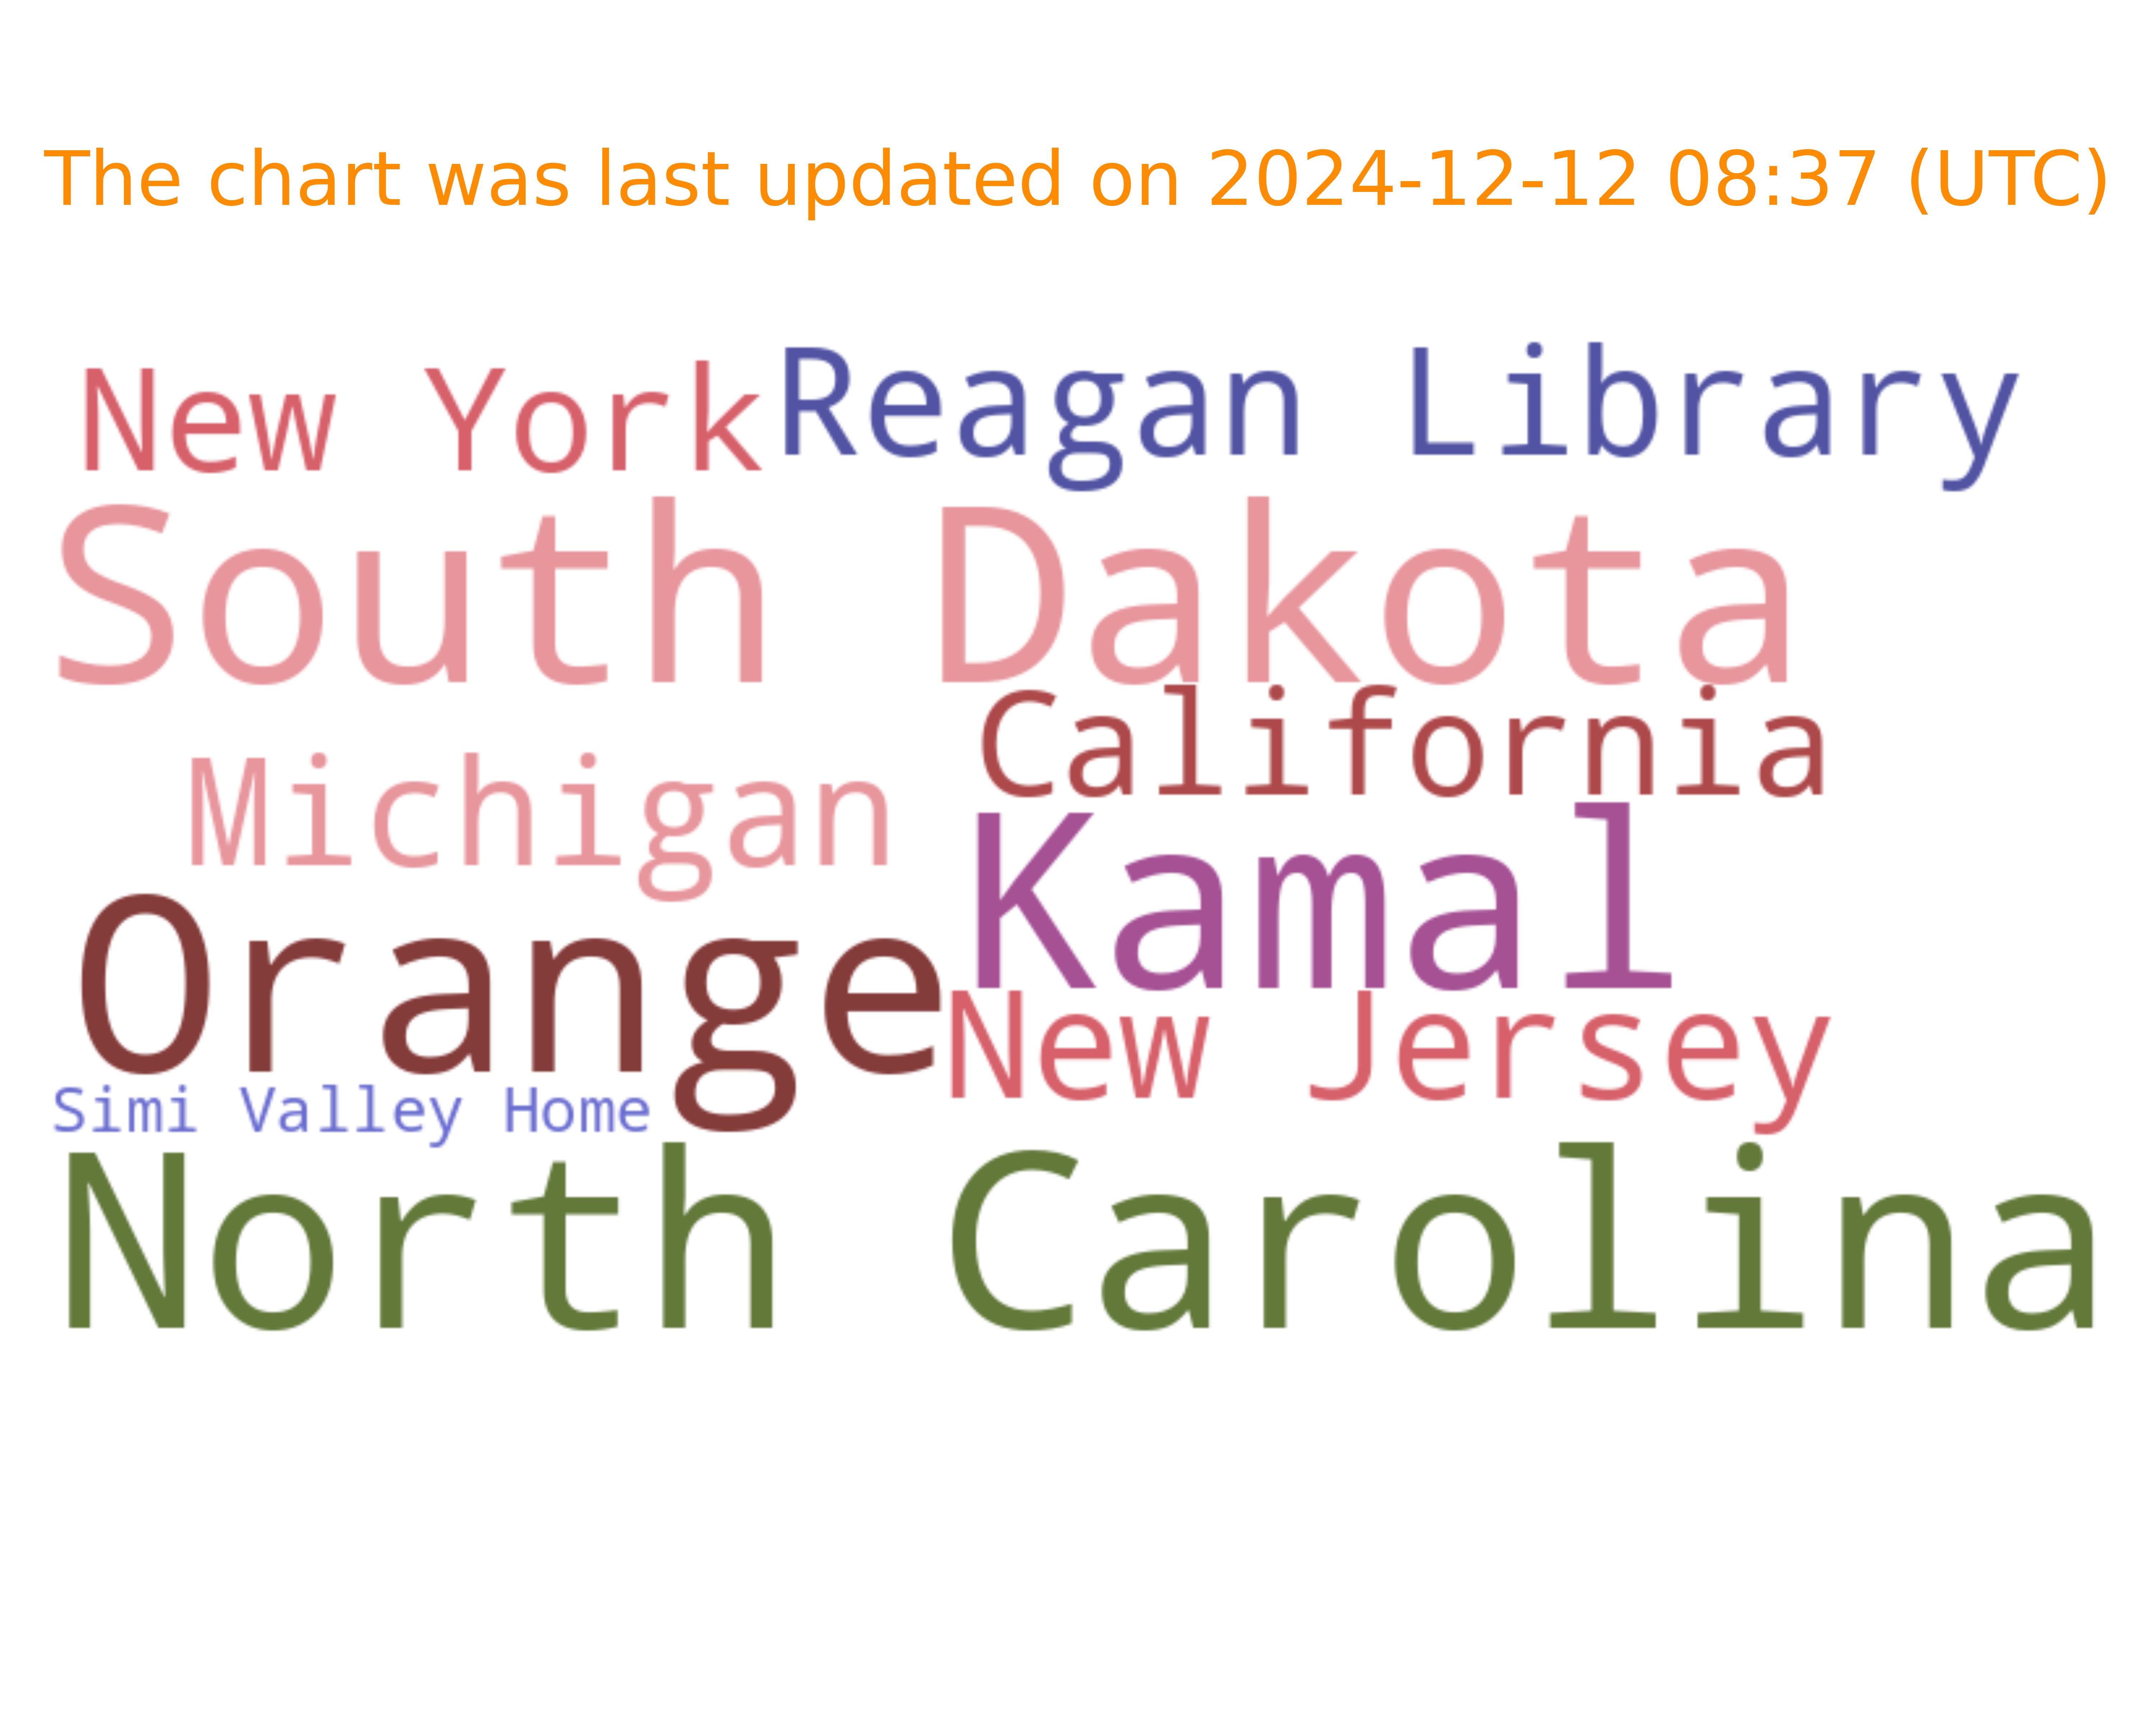 The chart was last updated on 2024-12-12 08:37 (UTC)
New York Reagan Library
South Dakota
California
Michigan
Kamal
Orange
New Jersey
Simi Valley Home
North Carolina